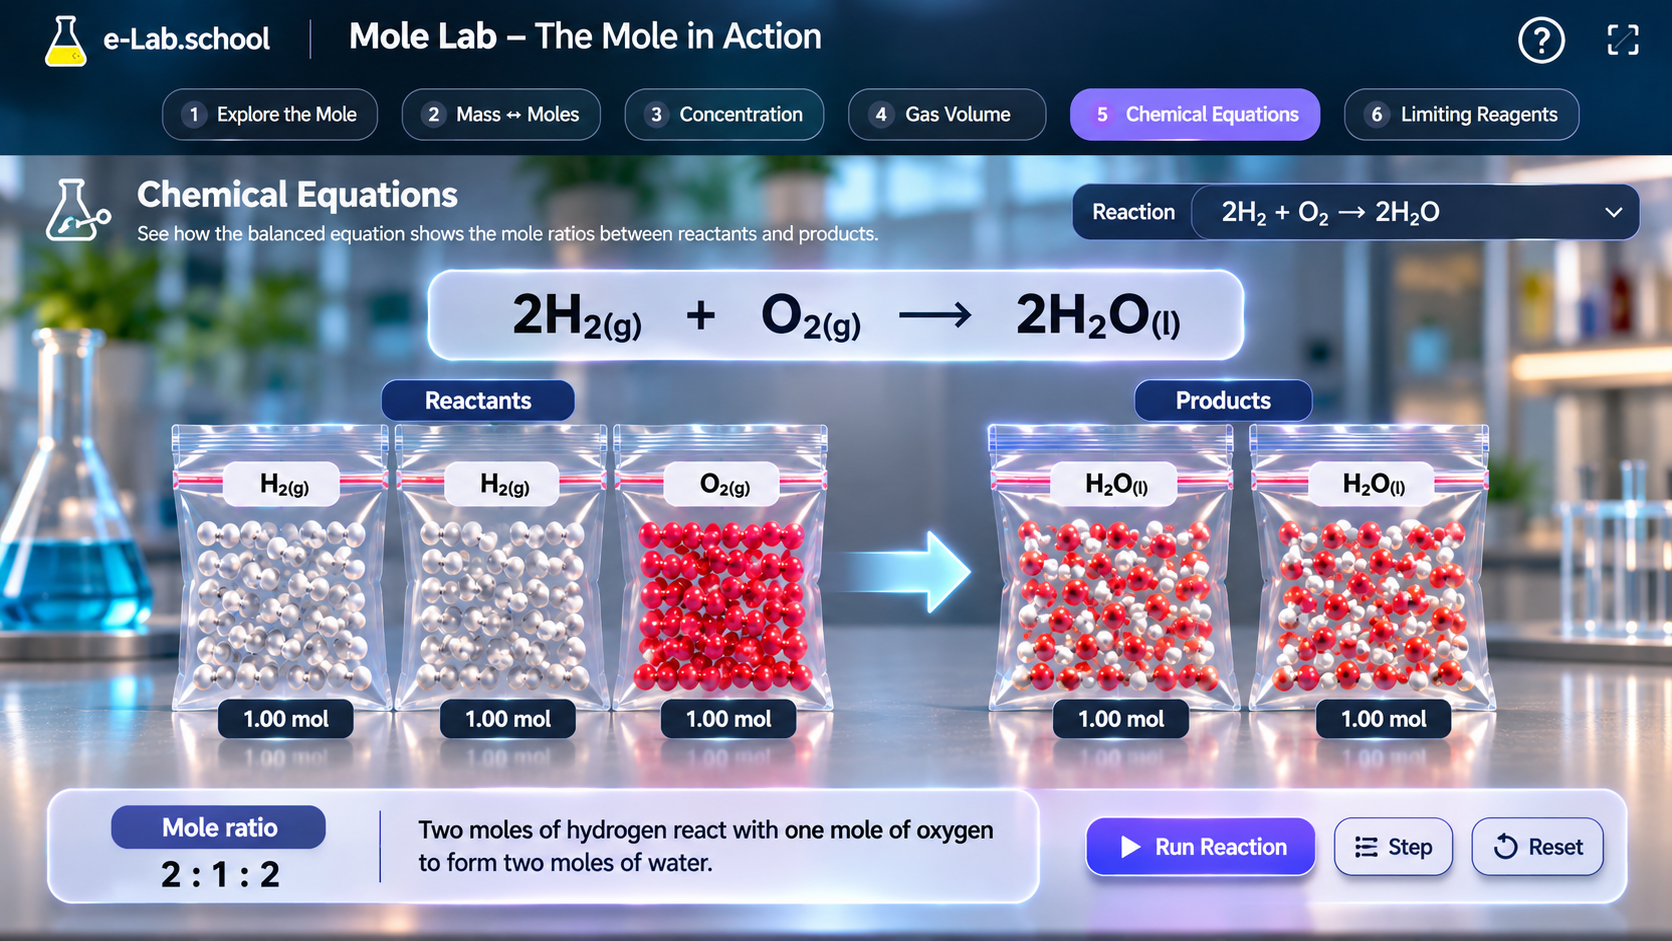 e-Lab.school
Mole Lab – The Mole in Action
?
1 Explore the Mole
2 Mass ↔ Moles
3 Concentration
4 Gas Volume
5 Chemical Equations
6 Limiting Reagents
Chemical Equations
See how the balanced equation shows the mole ratios between reactants and products.
Reaction 2H₂ + O₂ → 2H₂O
2H₂(g) + O₂(g) → 2H₂O(l)
Reactants
Products
H₂(g)
H₂(g)
O₂(g)
H₂O(l)
H₂O(l)
1.00 mol
1.00 mol
1.00 mol
1.00 mol
1.00 mol
Mole ratio
2 : 1 : 2
Two moles of hydrogen react with one mole of oxygen
to form two moles of water.
Run Reaction
Step
Reset